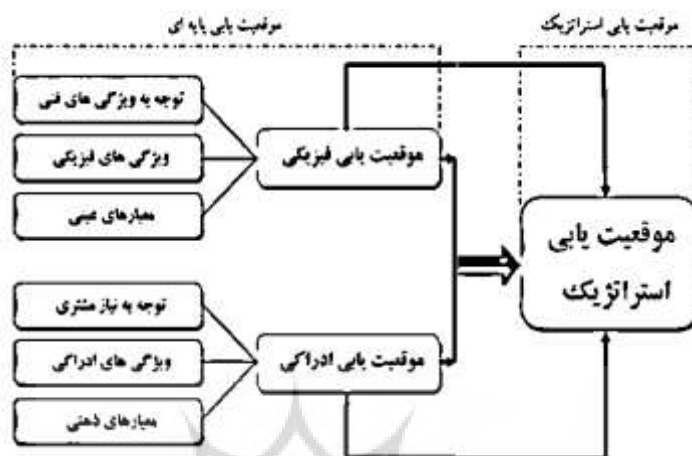 موقعیت یابی استراتژیک
موقعیت یابی پایه ای
توجه به ویژگی های فنی
ویژگی های فیزیکی
معیارهای عینی
موقعیت یابی فیزیکی
توجه به نیاز مشتری
ویژگی های ادراکی
معیارهای ذهنی
موقعیت یابی ادراکی
موقعیت یابی
استراتژیک